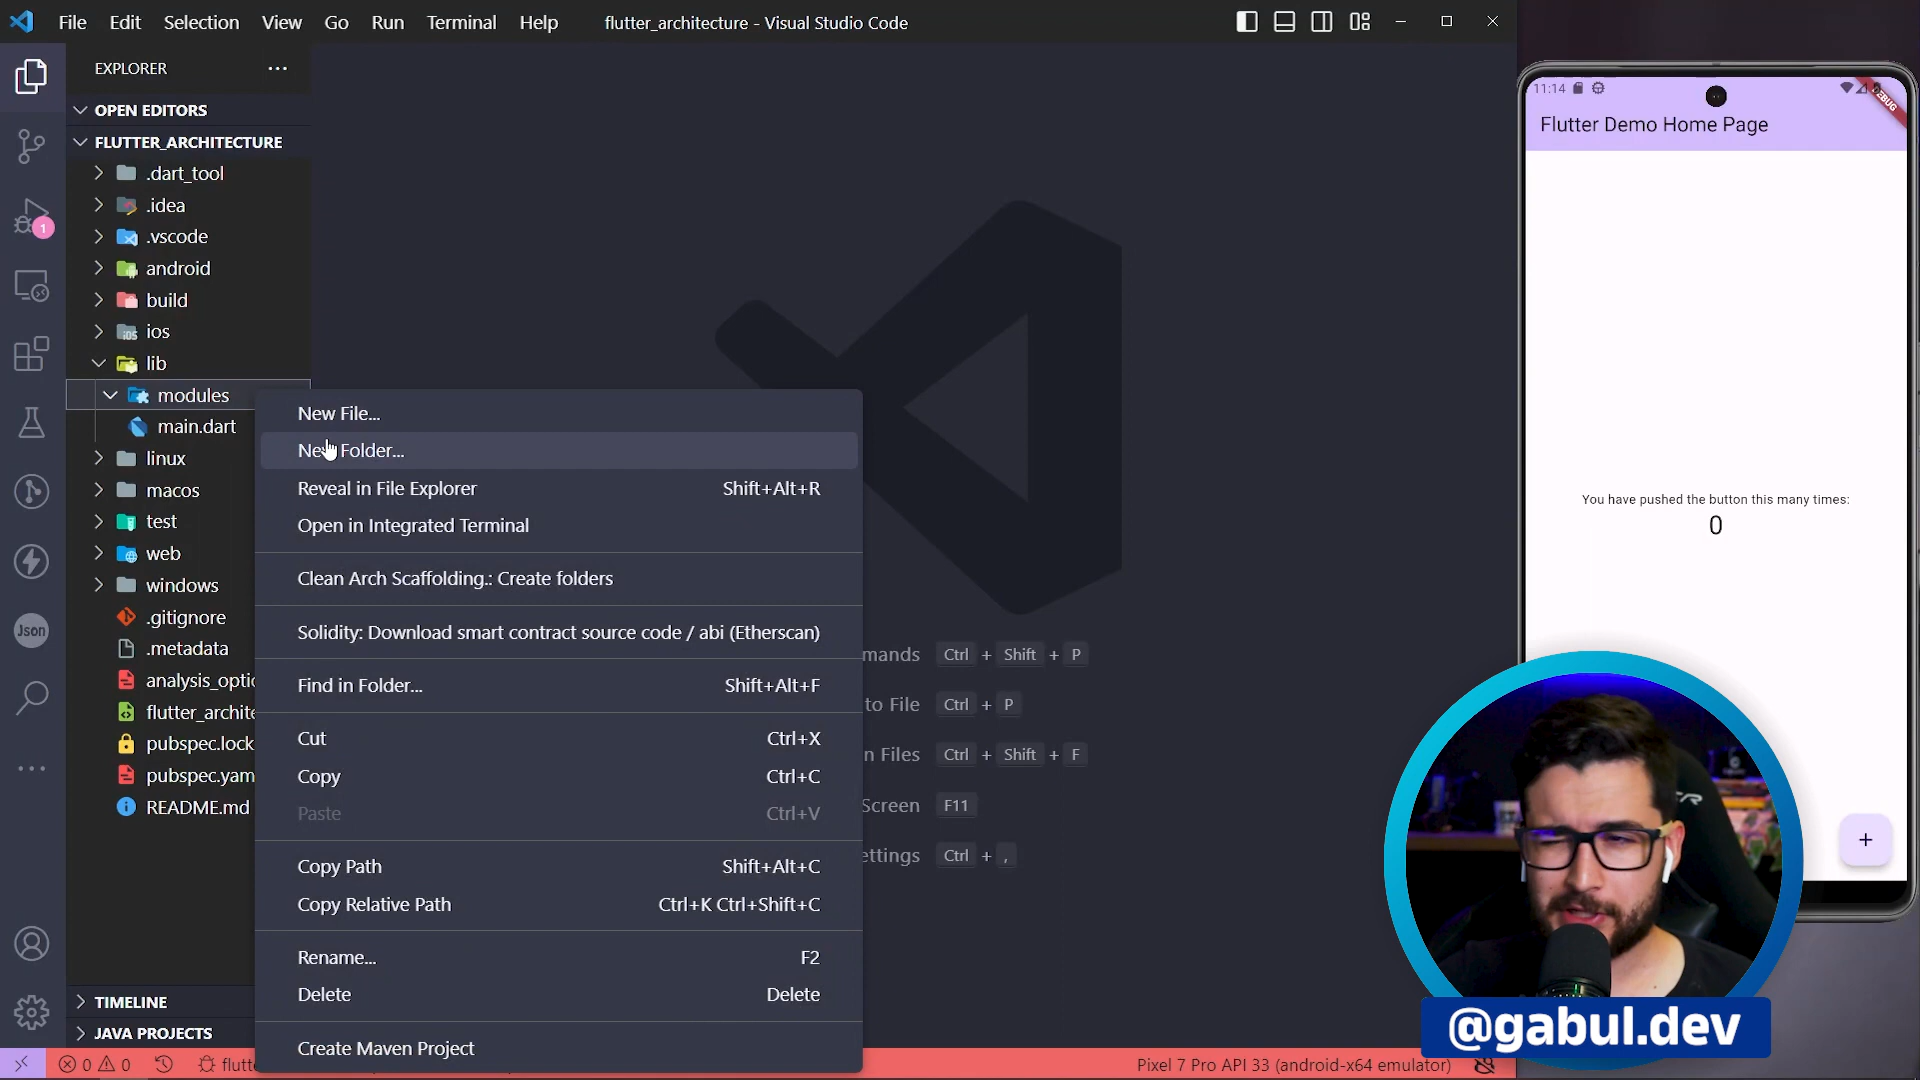 File Edit Selection View Go Run Terminal Help flutter_architecture - Visual Studio Code
EXPLORER
OPEN EDITORS
FLUTTER_ARCHITECTURE
.dart_tool
.idea
.vscode
android
build
ios
lib
modules
main.dart
linux
macos
test
web
windows
.gitignore
.metadata
analysis_optio
flutter_archite
pubspec.lock
pubspec.yam
README.md
TIMELINE
JAVA PROJECTS
1
Json
New File...
New Folder...
Reveal in File Explorer Shift+Alt+R
Open in Integrated Terminal
Clean Arch Scaffolding.: Create folders
Solidity: Download smart contract source code / abi (Etherscan)
Find in Folder... Shift+Alt+F
Cut Ctrl+X
Copy Ctrl+C
Paste Ctrl+V
Copy Path Shift+Alt+C
Copy Relative Path Ctrl+K Ctrl+Shift+C
Rename... F2
Delete Delete
Create Maven Project
mands Ctrl + Shift + P
to File Ctrl + P
n Files Ctrl + Shift + F
Screen F11
ettings Ctrl + ,
11:14
DEBUG
Flutter Demo Home Page
You have pushed the button this many times:
0
+
@gabul.dev
0 0 flutte
Pixel 7 Pro API 33 (android-x64 emulator)